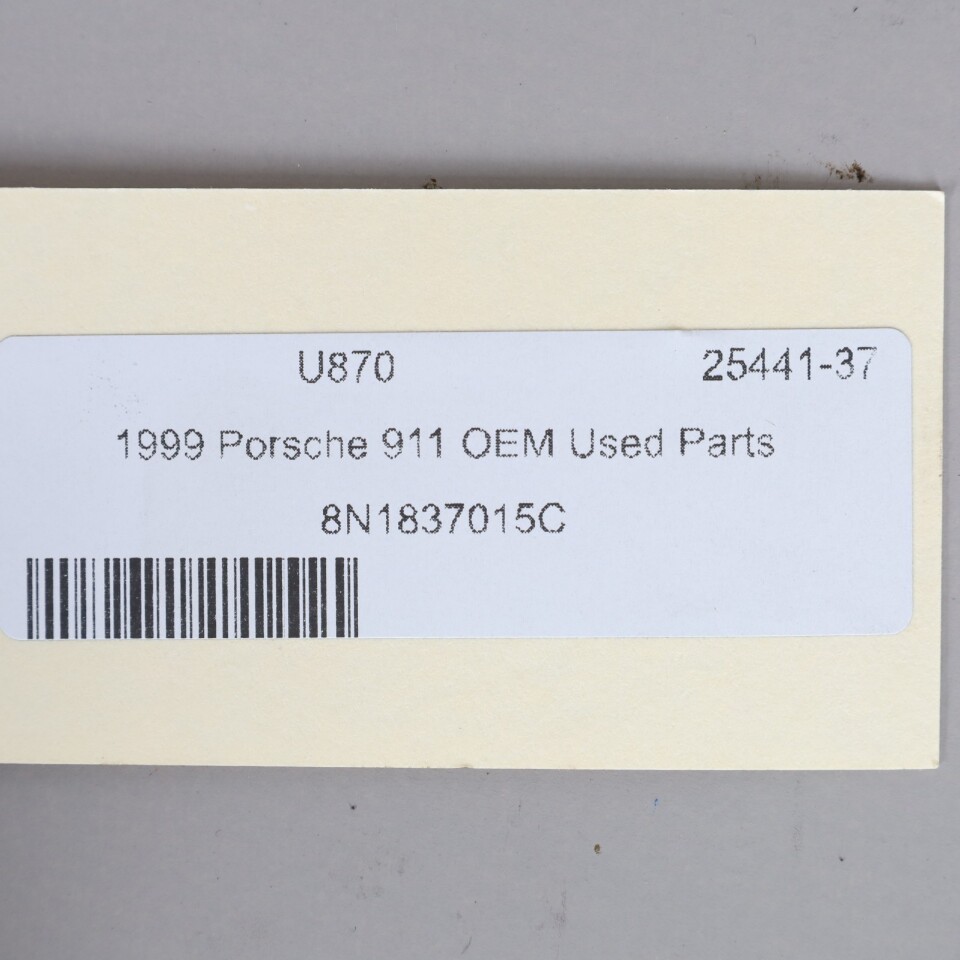 U870 25441-37
1999 Porsche 911 OEM Used Parts
8N1837015C